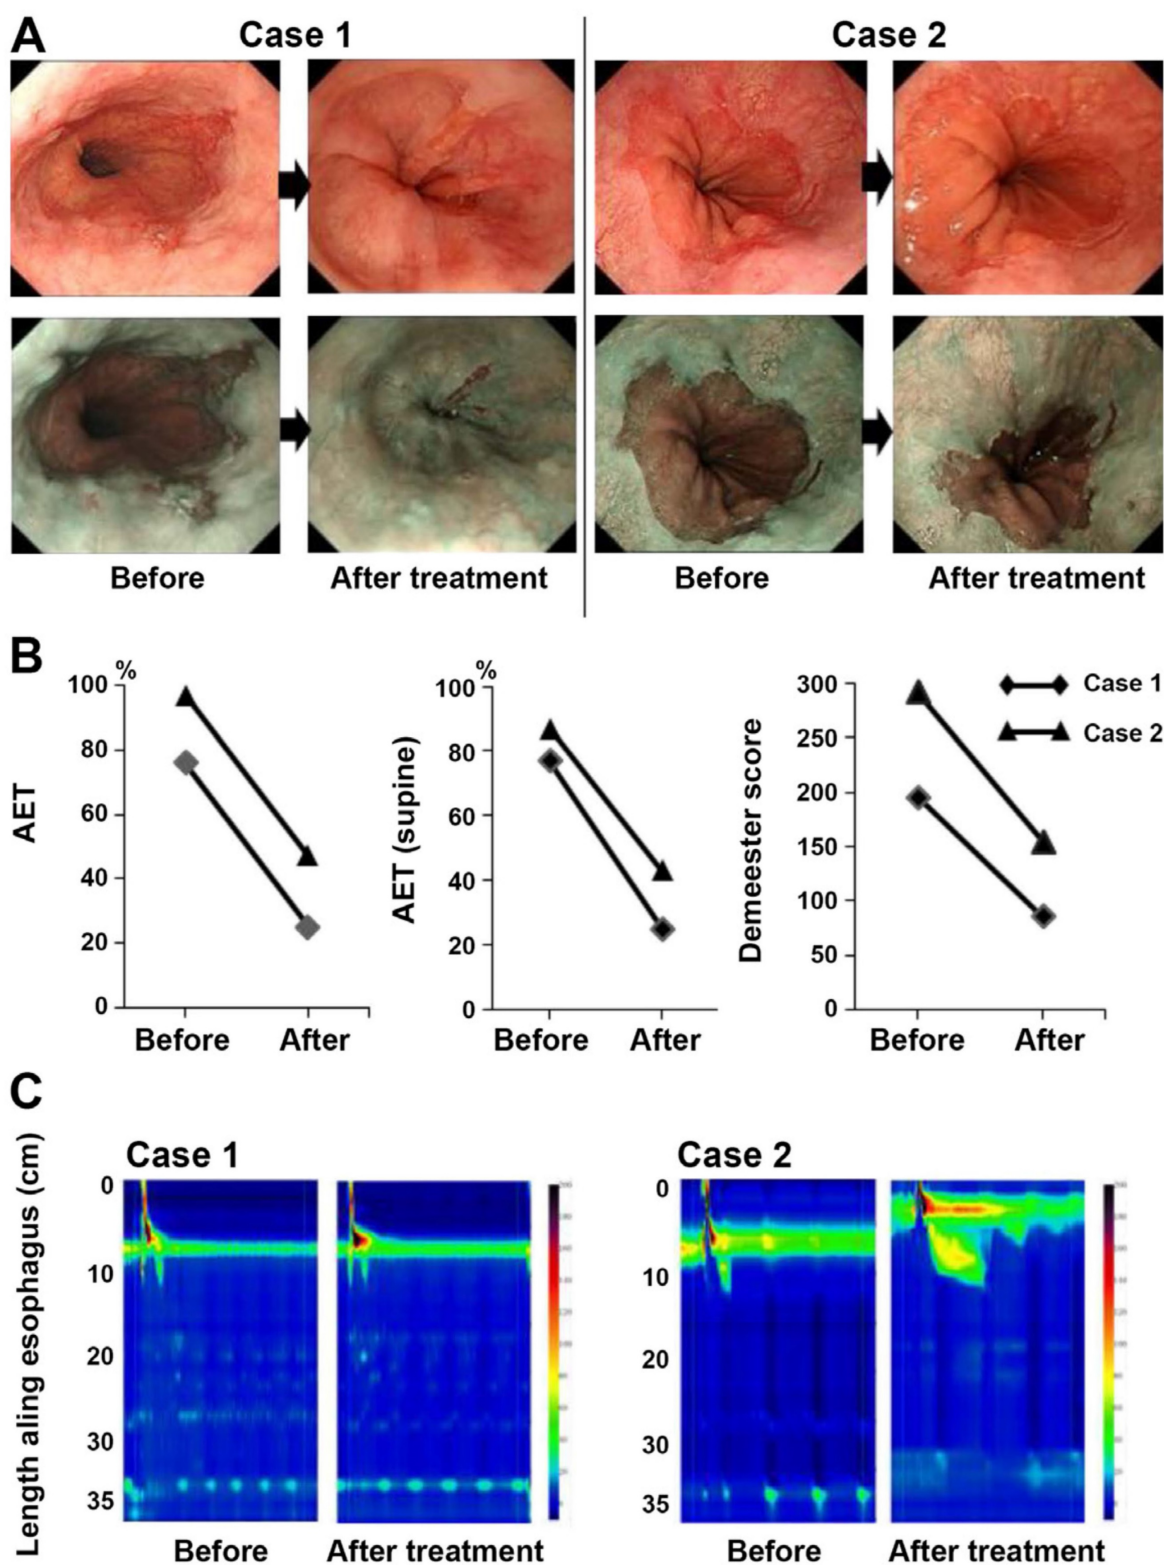 A
Case 1
Case 2
Before
After treatment
Before
After treatment
B
%
100
80
60
40
20
0
AET
Before
After
%
100
80
60
40
20
0
AET (supine)
Before
After
300
250
200
150
100
50
0
Demeester score
Before
After
Case 1
Case 2
C
Length aling esophagus (cm)
Case 1
0
10
20
30
35
Before
After treatment
Case 2
0
10
20
30
35
Before
After treatment